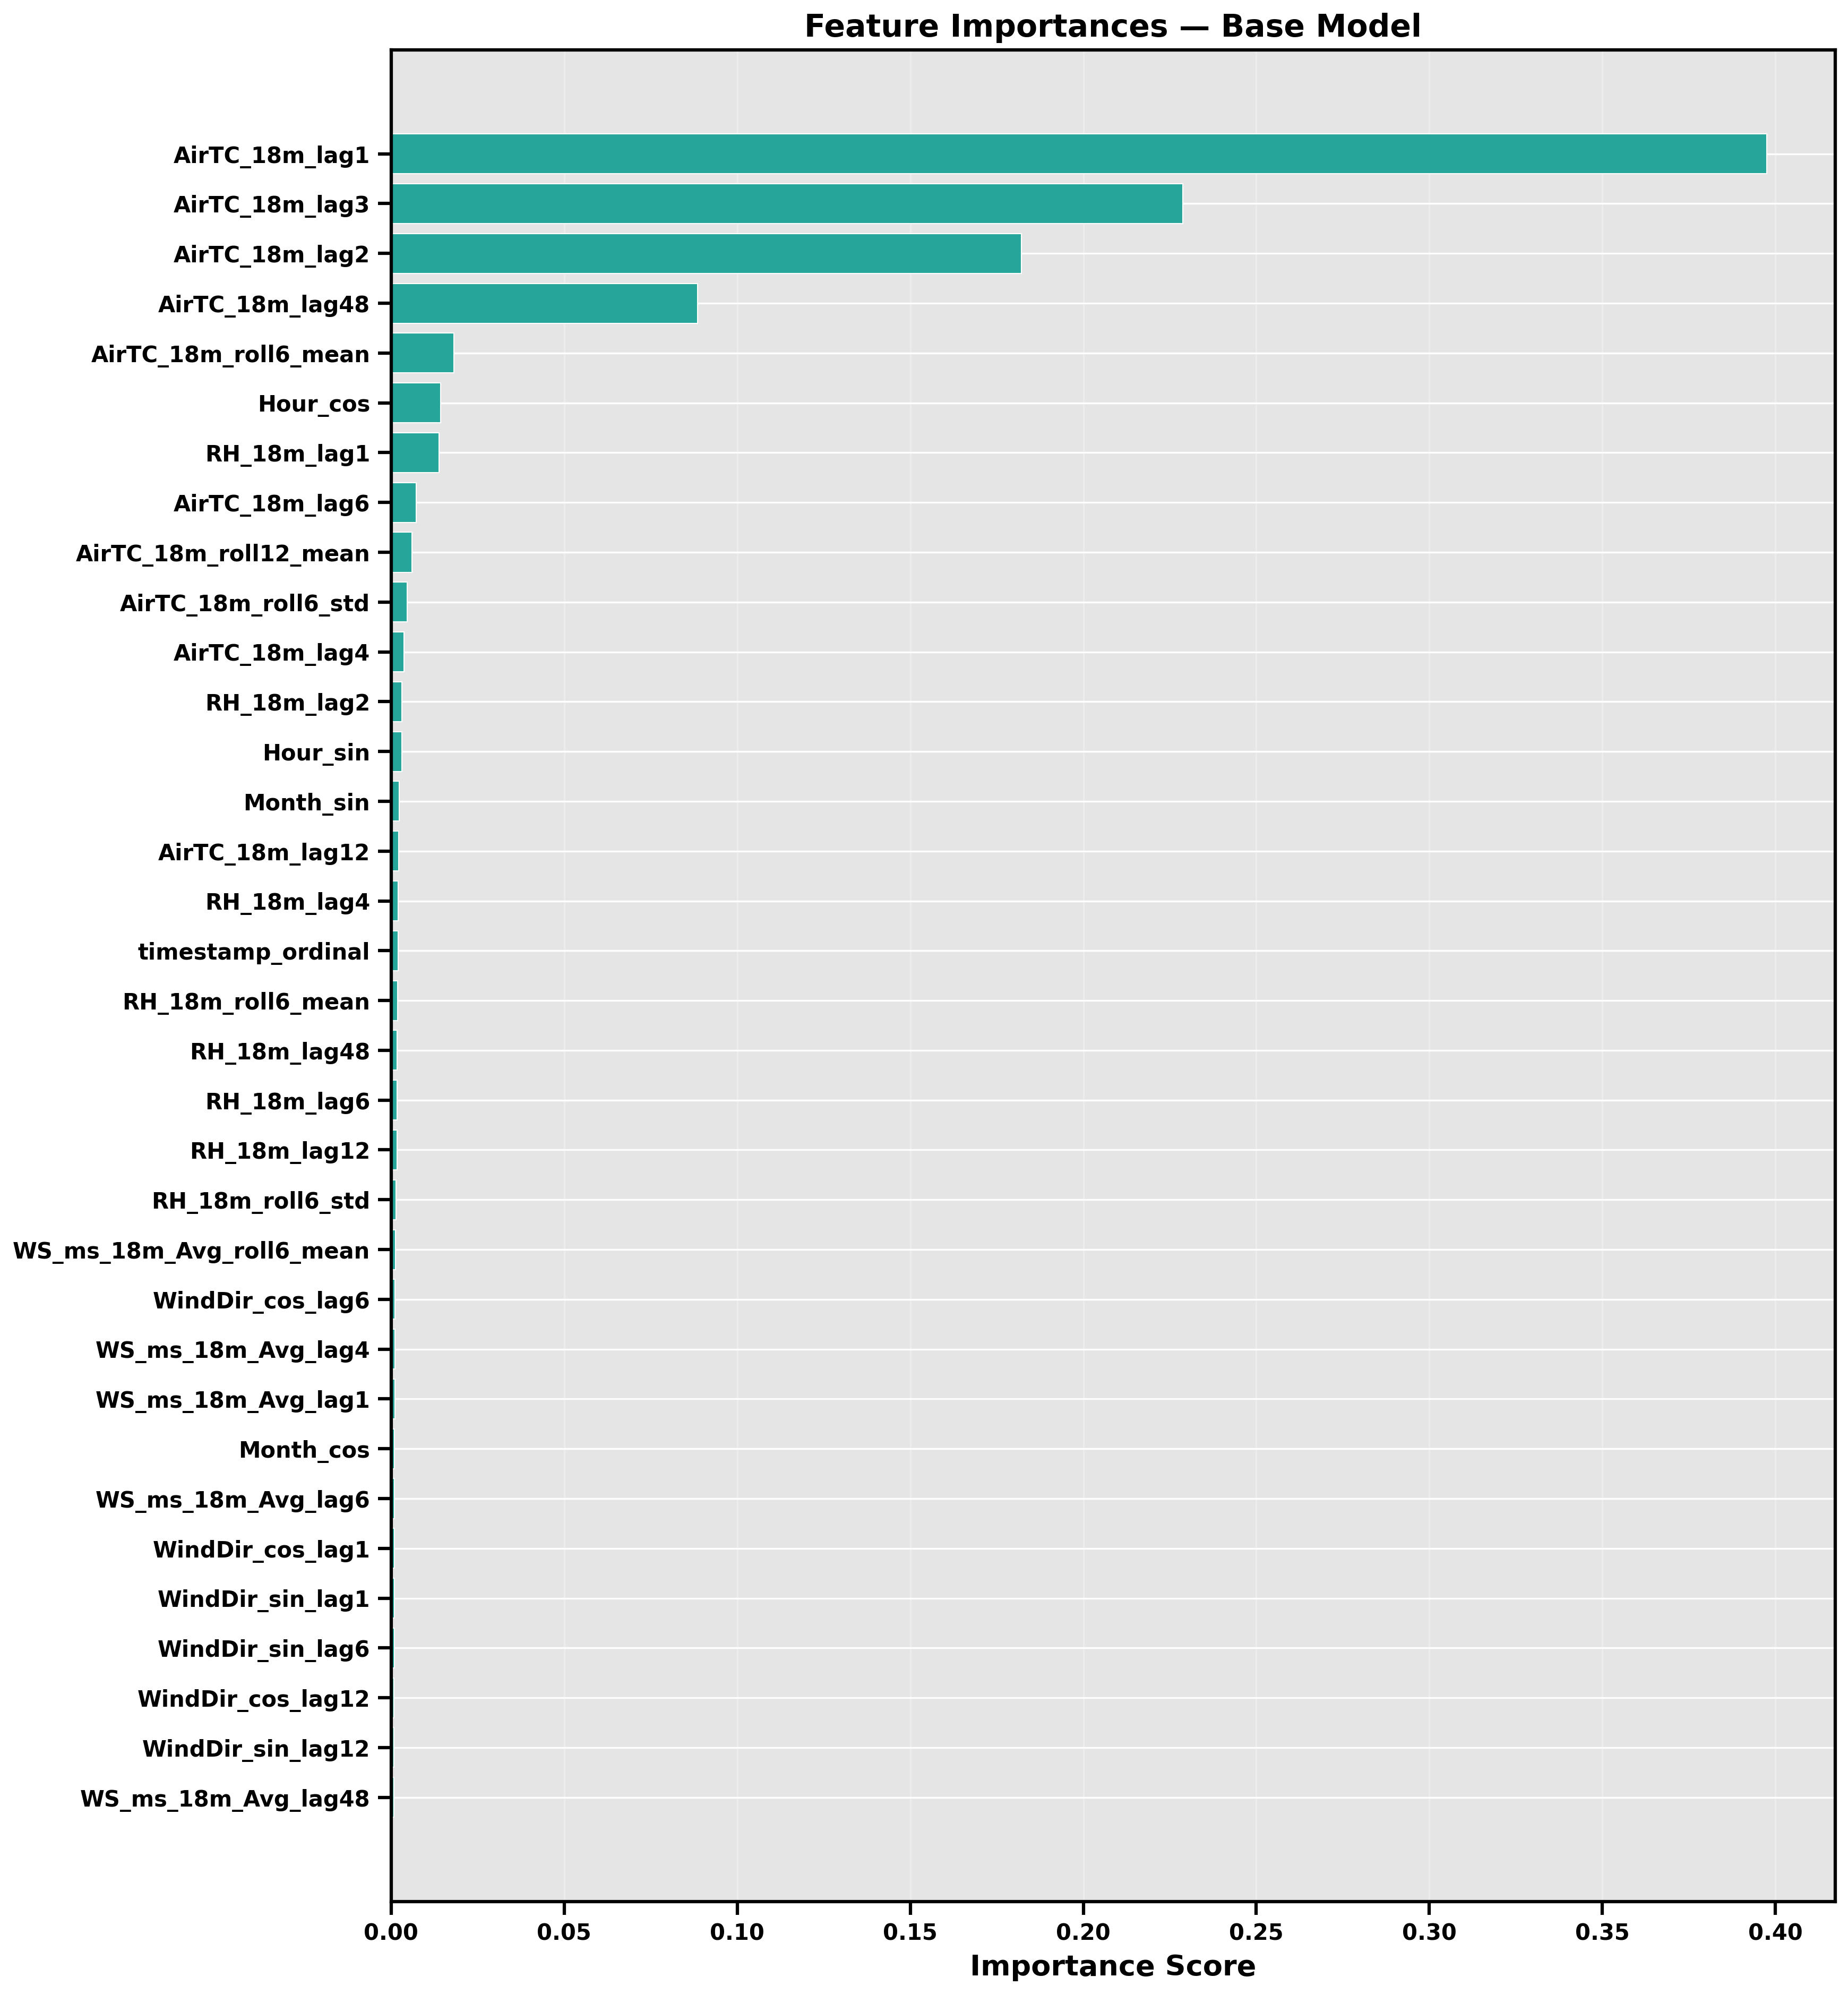 Feature Importances — Base Model
AirTC_18m_lag1
AirTC_18m_lag3
AirTC_18m_lag2
AirTC_18m_lag48
AirTC_18m_roll6_mean
Hour_cos
RH_18m_lag1
AirTC_18m_lag6
AirTC_18m_roll12_mean
AirTC_18m_roll6_std
AirTC_18m_lag4
RH_18m_lag2
Hour_sin
Month_sin
AirTC_18m_lag12
RH_18m_lag4
timestamp_ordinal
RH_18m_roll6_mean
RH_18m_lag48
RH_18m_lag6
RH_18m_lag12
RH_18m_roll6_std
WS_ms_18m_Avg_roll6_mean
WindDir_cos_lag6
WS_ms_18m_Avg_lag4
WS_ms_18m_Avg_lag1
Month_cos
WS_ms_18m_Avg_lag6
WindDir_cos_lag1
WindDir_sin_lag1
WindDir_sin_lag6
WindDir_cos_lag12
WindDir_sin_lag12
WS_ms_18m_Avg_lag48
0.00 0.05 0.10 0.15 0.20 0.25 0.30 0.35 0.40
Importance Score